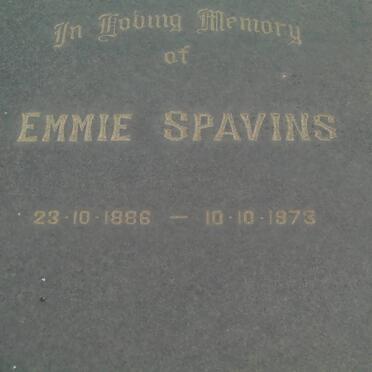 In Loving Memory
of
EMMIE SPAVINS
23·10·1886 — 10·10·1973